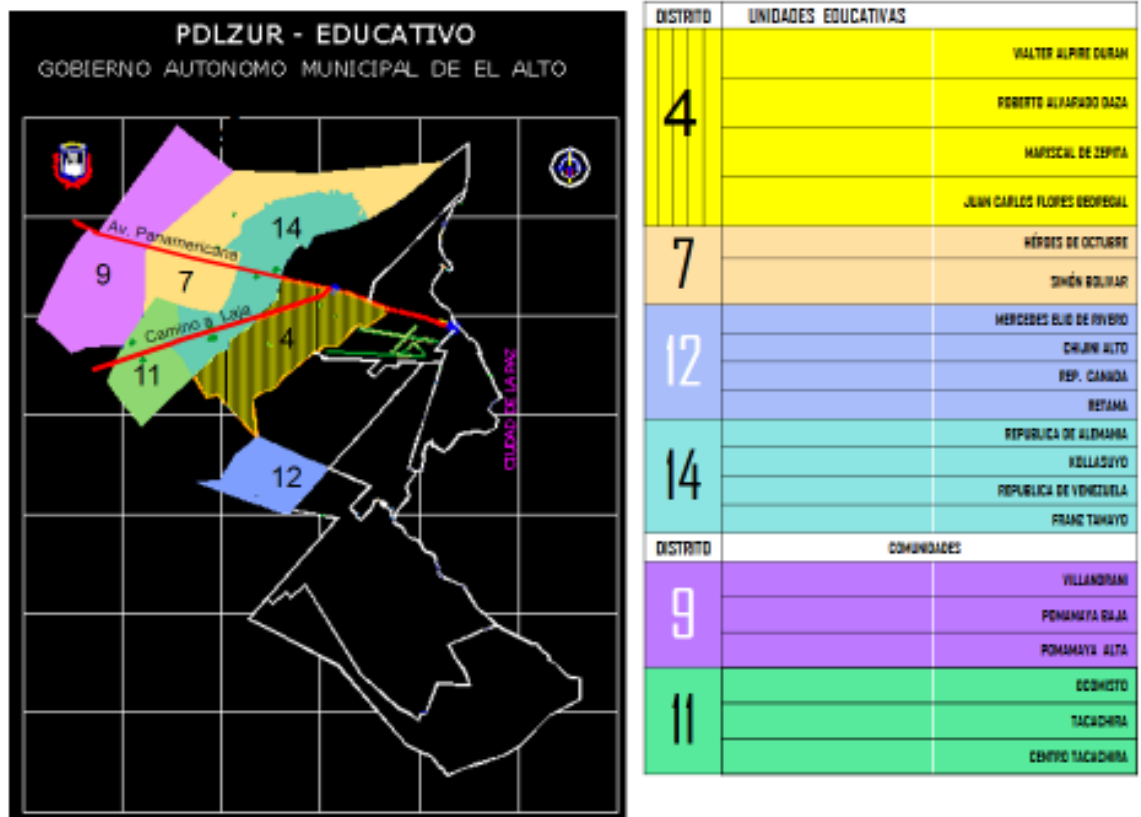 PDLZUR - EDUCATIVO
GOBIERNO AUTONOMO MUNICIPAL DE EL ALTO
14
Av. Panamericana
9
7
Camino a Laja
4
11
CIUDAD DE LA PAZ
12
DISTRITO UNIDADES EDUCATIVAS
4
WALTER ALPIRE DURAN
ROBERTO ALVARADO DAZA
MARISCAL DE ZEPITA
JUAN CARLOS FLORES BEDREGAL
7
HÉROES DE OCTUBRE
SIMÓN BOLIVAR
12
MERCEDES ELIO DE RIVERO
CHIJINI ALTO
REP. CANADA
RETAMA
14
REPUBLICA DE ALEMANIA
KOLLASUYO
REPUBLICA DE VENEZUELA
FRANZ TAMAYO
DISTRITO COMUNIDADES
9
VILLANDRANI
POMAMAYA BAJA
POMAMAYA ALTA
11
OCOMISTO
TACACHIRA
CENTRO TACACHIRA